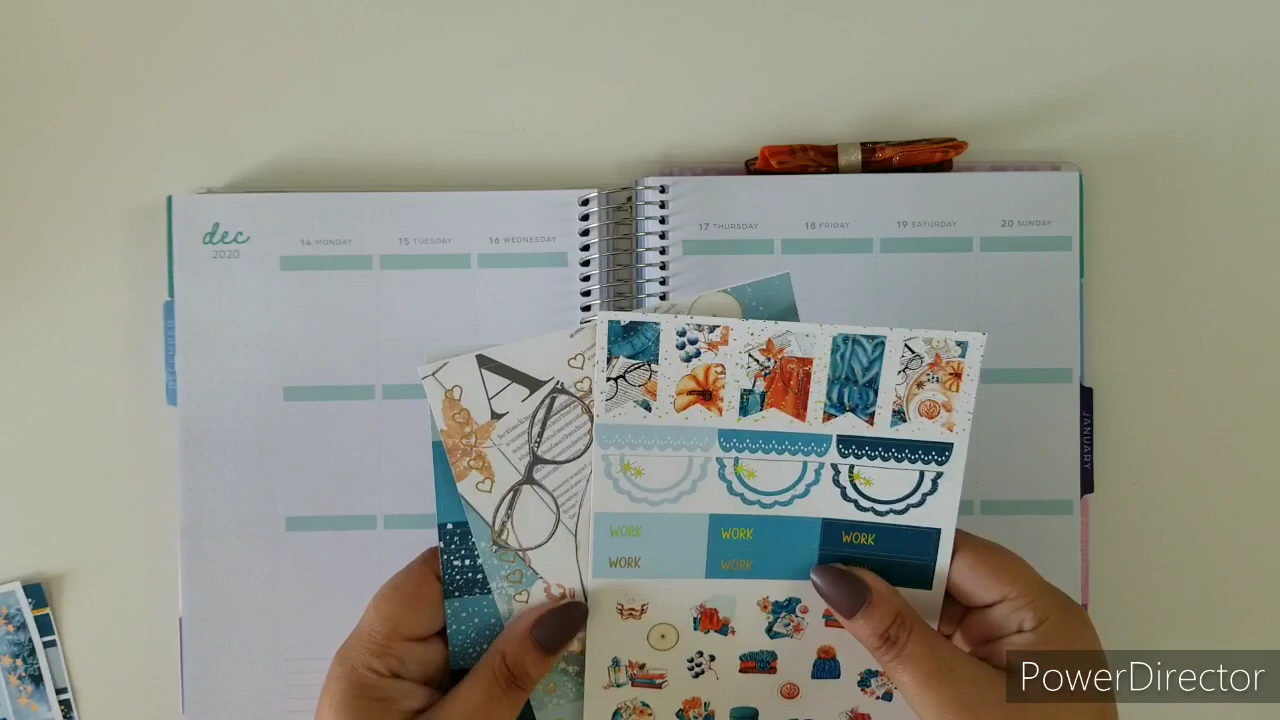 dec
2020
14 MONDAY
15 TUESDAY
16 WEDNESDAY
17 THURSDAY
18 FRIDAY
19 SATURDAY
20 SUNDAY
JANUARY
A
WORK WORK WORK
WORK WORK
PowerDirector